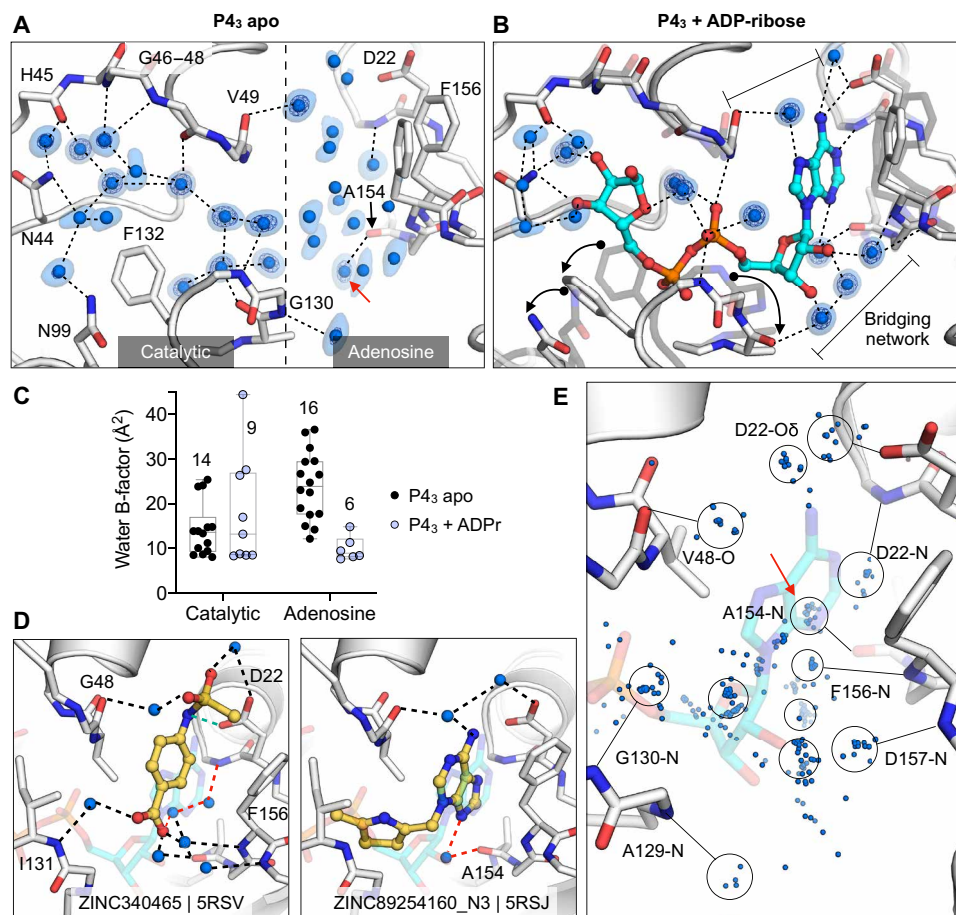 A
P4₃ apo
H45
G46–48
V49
D22
F156
A154
N44
F132
G130
N99
Catalytic
Adenosine
B
P4₃ + ADP-ribose
Bridging
network
C
Water B-factor (Å²)
40
30
20
10
0
14
9
16
6
Catalytic
Adenosine
P4₃ apo
P4₃ + ADPr
D
G48
D22
F156
I131
ZINC340465 | 5RSV
A154
ZINC89254160_N3 | 5RSJ
E
D22-Oδ
V48-O
D22-N
A154-N
F156-N
G130-N
D157-N
A129-N